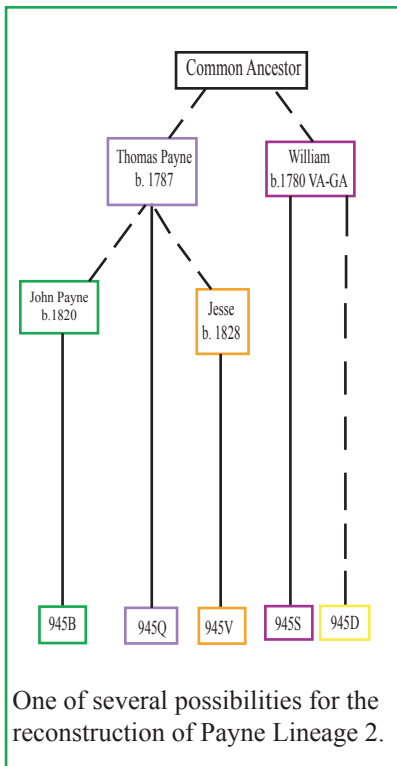 Common Ancestor
Thomas Payne
b. 1787
William
b.1780 VA-GA
John Payne
b.1820
Jesse
b. 1828
945B
945Q
945V
945S
945D
One of several possibilities for the
reconstruction of Payne Lineage 2.